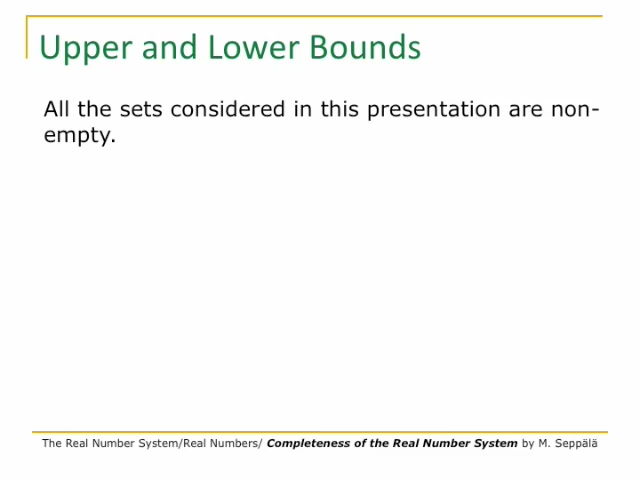 Upper and Lower Bounds
All the sets considered in this presentation are non-
empty.
The Real Number System/Real Numbers/ Completeness of the Real Number System by M. Seppälä